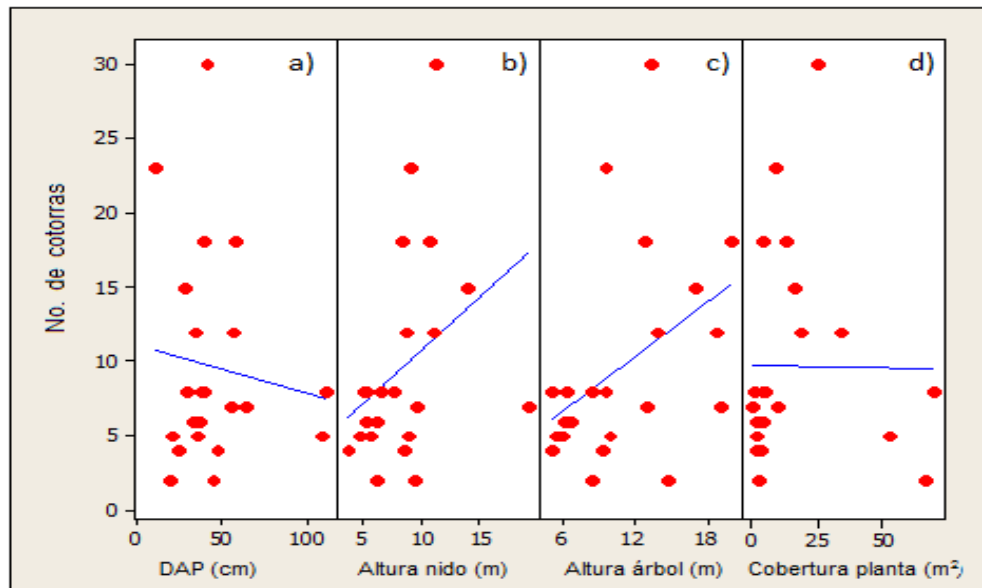 a)
b)
c)
d)
No. de cotorras
30
25
20
15
10
5
0
0 50 100
5 10 15
6 12 18
0 25 50
DAP (cm)
Altura nido (m)
Altura árbol (m)
Cobertura planta (m²)